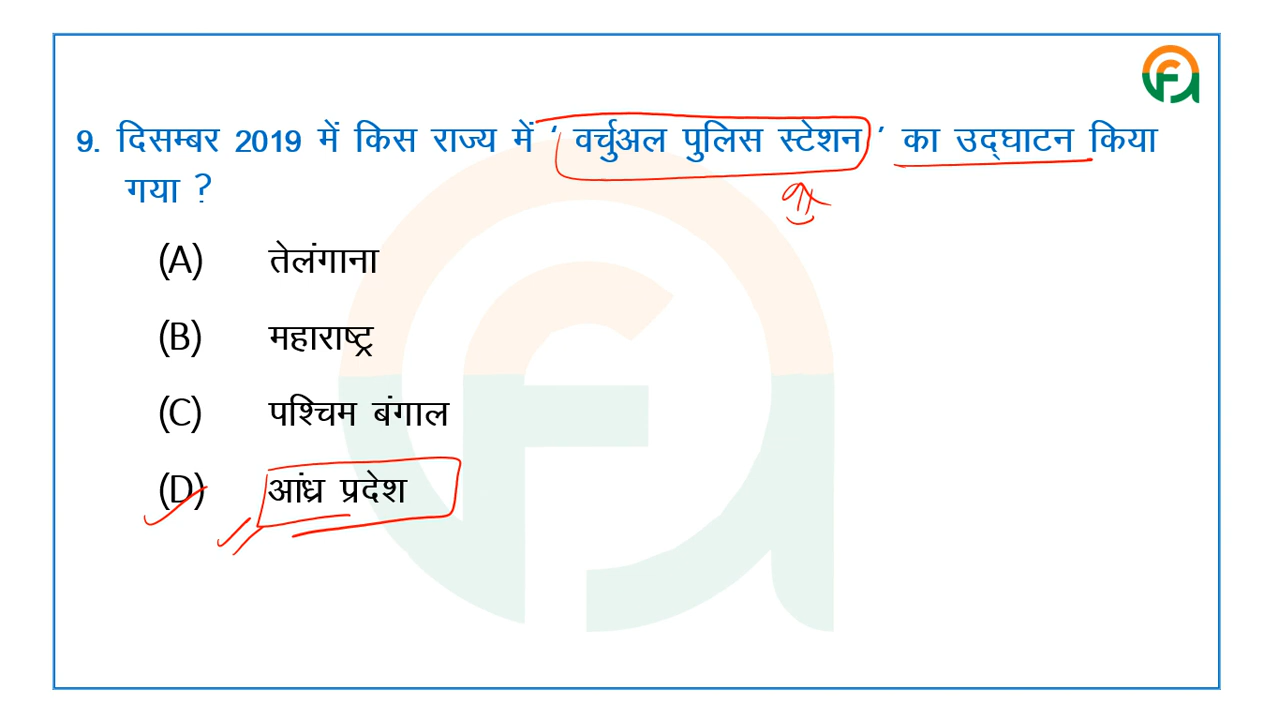 9. दिसम्बर 2019 में किस राज्य में ‘ वर्चुअल पुलिस स्टेशन ’ का उद्घाटन किया
गया ?
(A) तेलंगाना
(B) महाराष्ट्र
(C) पश्चिम बंगाल
(D) आंध्र प्रदेश